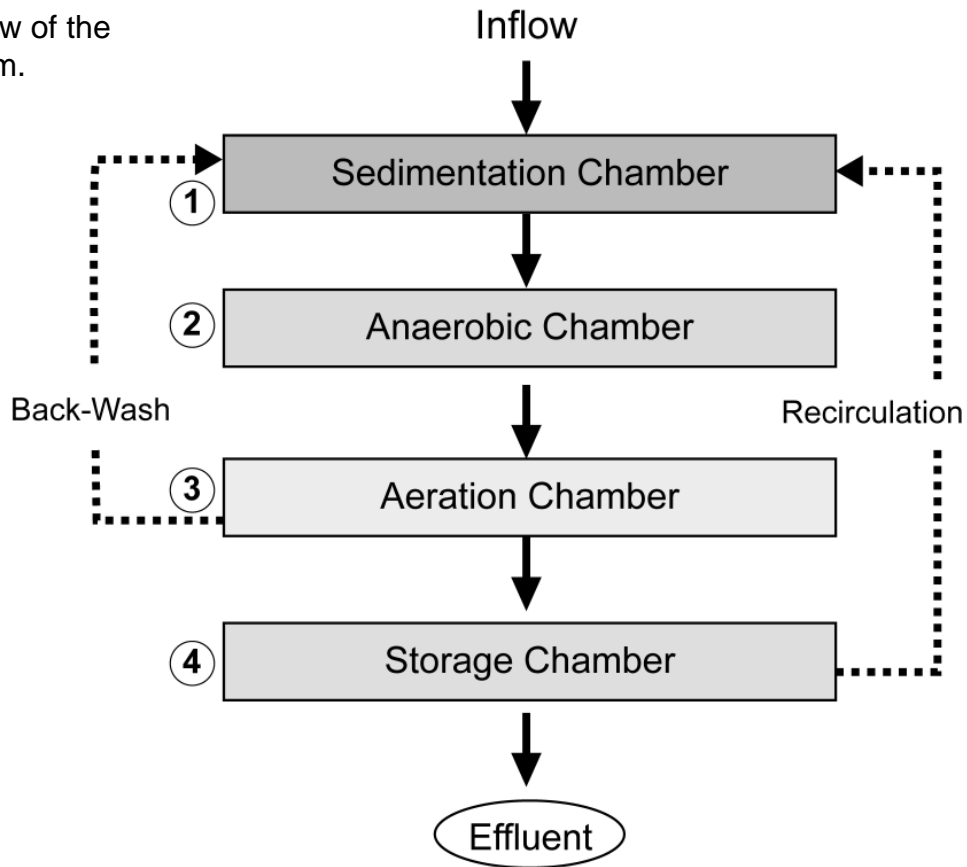 w of the
m.
Inflow
Sedimentation Chamber
1
2
Anaerobic Chamber
Back-Wash
Recirculation
3
Aeration Chamber
4
Storage Chamber
Effluent